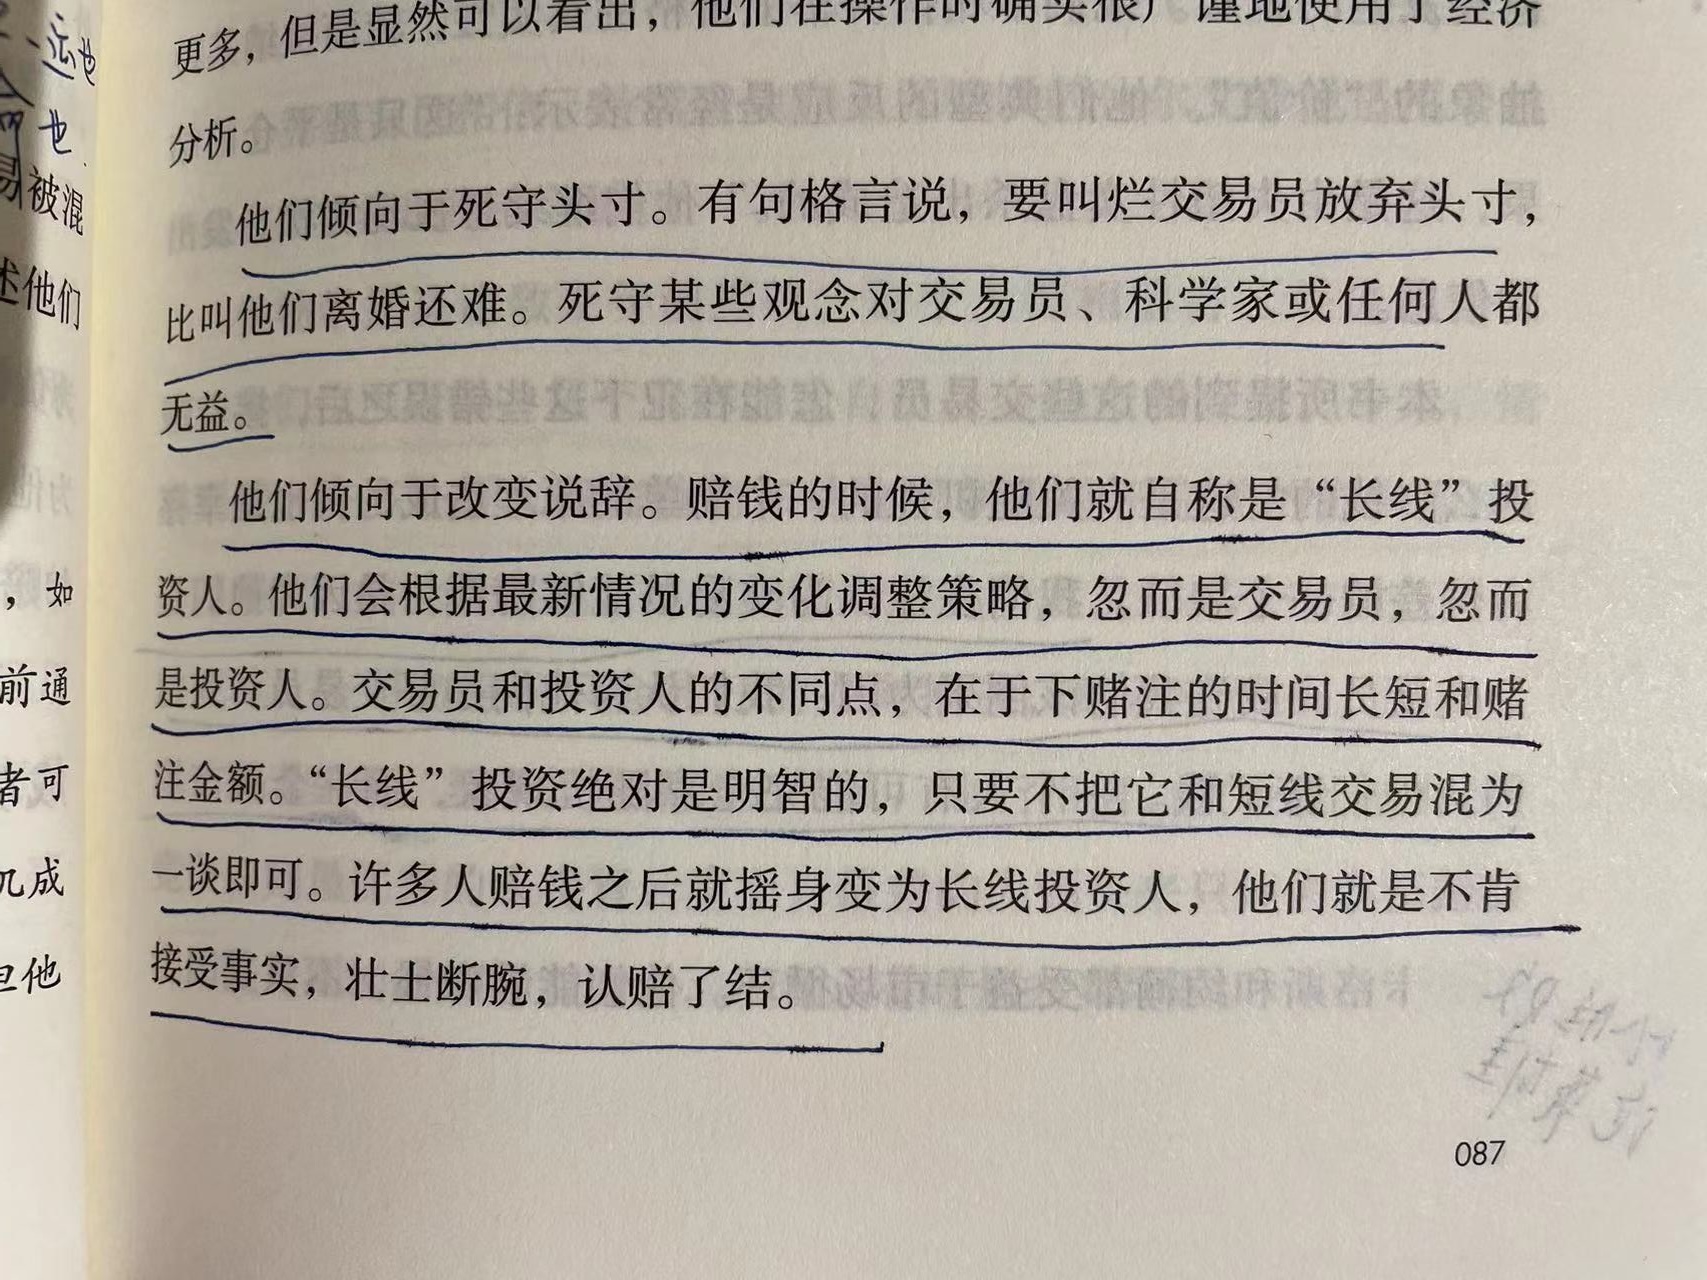 更多，但是显然可以看出，他们在操作时确实很严谨地使用了经济
分析。
他们倾向于死守头寸。有句格言说，要叫烂交易员放弃头寸，
比叫他们离婚还难。死守某些观念对交易员、科学家或任何人都
无益。
他们倾向于改变说辞。赔钱的时候，他们就自称是“长线”投
资人。他们会根据最新情况的变化调整策略，忽而是交易员，忽而
是投资人。交易员和投资人的不同点，在于下赌注的时间长短和赌
注金额。“长线”投资绝对是明智的，只要不把它和短线交易混为
一谈即可。许多人赔钱之后就摇身变为长线投资人，他们就是不肯
接受事实，壮士断腕，认赔了结。
087
也
也
易被混
述他们
，如
前通
者可
几成
但他